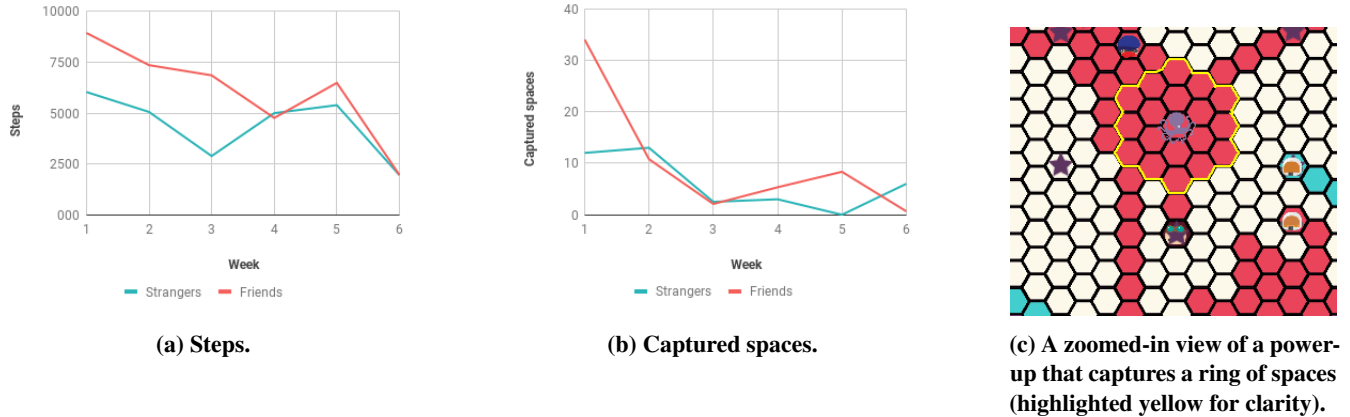 10000
7500
5000
2500
000
Steps
1 2 3 4 5 6
Week
Strangers Friends
(a) Steps.
40
30
20
10
0
Captured spaces
1 2 3 4 5 6
Week
Strangers Friends
(b) Captured spaces.
(c) A zoomed-in view of a power-
up that captures a ring of spaces
(highlighted yellow for clarity).